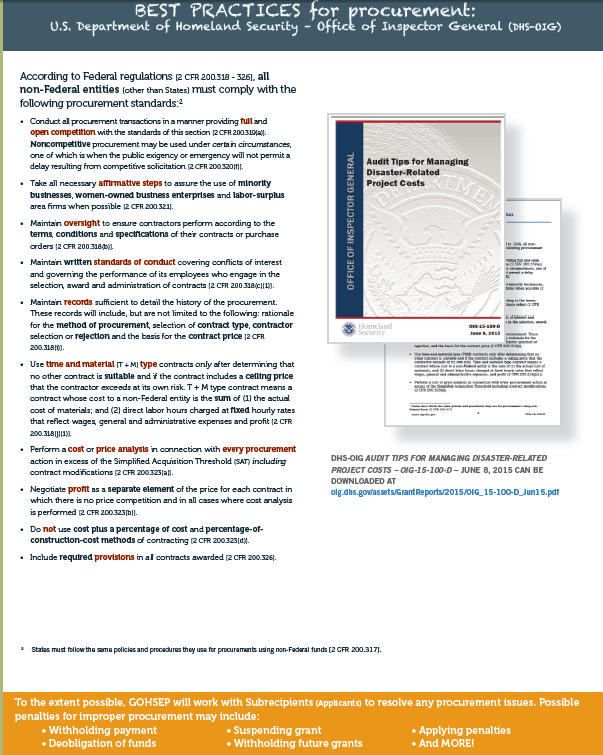 BEST PRACTICES for procurement:
U.S. Department of Homeland Security – Office of Inspector General (DHS-OIG)
According to Federal regulations [2 CFR 200.318 - 326], all
non-Federal entities (other than States) must comply with the
following procurement standards:²
• Conduct all procurement transactions in a manner providing full and
open competition with the standards of this section [2 CFR 200.319(a)].
Noncompetitive procurement may be used under certain circumstances,
one of which is when the public exigency or emergency will not permit a
delay resulting from competitive solicitation [2 CFR 200.320(f)].
• Take all necessary affirmative steps to assure the use of minority
businesses, women-owned business enterprises and labor-surplus
area firms when possible [2 CFR 200.321].
• Maintain oversight to ensure contractors perform according to the
terms, conditions and specifications of their contracts or purchase
orders [2 CFR 200.318(b)].
• Maintain written standards of conduct covering conflicts of interest
and governing the performance of its employees who engage in the
selection, award and administration of contracts [2 CFR 200.318(c)(1)].
• Maintain records sufficient to detail the history of the procurement.
These records will include, but are not limited to the following: rationale
for the method of procurement, selection of contract type, contractor
selection or rejection and the basis for the contract price [2 CFR
200.318(i)].
• Use time and material (T + M) type contracts only after determining that
no other contract is suitable and if the contract includes a ceiling price
that the contractor exceeds at its own risk. T + M type contract means a
contract whose cost to a non-Federal entity is the sum of (1) the actual
cost of materials; and (2) direct labor hours charged at fixed hourly rates
that reflect wages, general and administrative expenses and profit [2 CFR
200.318(j)(1)].
• Perform a cost or price analysis in connection with every procurement
action in excess of the Simplified Acquisition Threshold (SAT) including
contract modifications [2 CFR 200.323(a)].
• Negotiate profit as a separate element of the price for each contract in
which there is no price competition and in all cases where cost analysis
is performed [2 CFR 200.323(b)].
• Do not use cost plus a percentage of cost and percentage-of-
construction-cost methods of contracting [2 CFR 200.323(d)].
• Include required provisions in all contracts awarded [2 CFR 200.326].
OFFICE OF INSPECTOR GENERAL
Audit Tips for Managing
Disaster-Related
Project Costs
Homeland
Security
OIG-15-100-D
June 8, 2015
DHS-OIG AUDIT TIPS FOR MANAGING DISASTER-RELATED
PROJECT COSTS – OIG-15-100-D – JUNE 8, 2015 CAN BE
DOWNLOADED AT
oig.dhs.gov/assets/GrantReports/2015/OIG_15-100-D_Jun15.pdf
² States must follow the same policies and procedures they use for procurements using non-Federal funds [2 CFR 200.317].
To the extent possible, GOHSEP will work with Subrecipients (Applicants) to resolve any procurement issues. Possible
penalties for improper procurement may include:
• Withholding payment • Suspending grant • Applying penalties
• Deobligation of funds • Withholding future grants • And MORE!